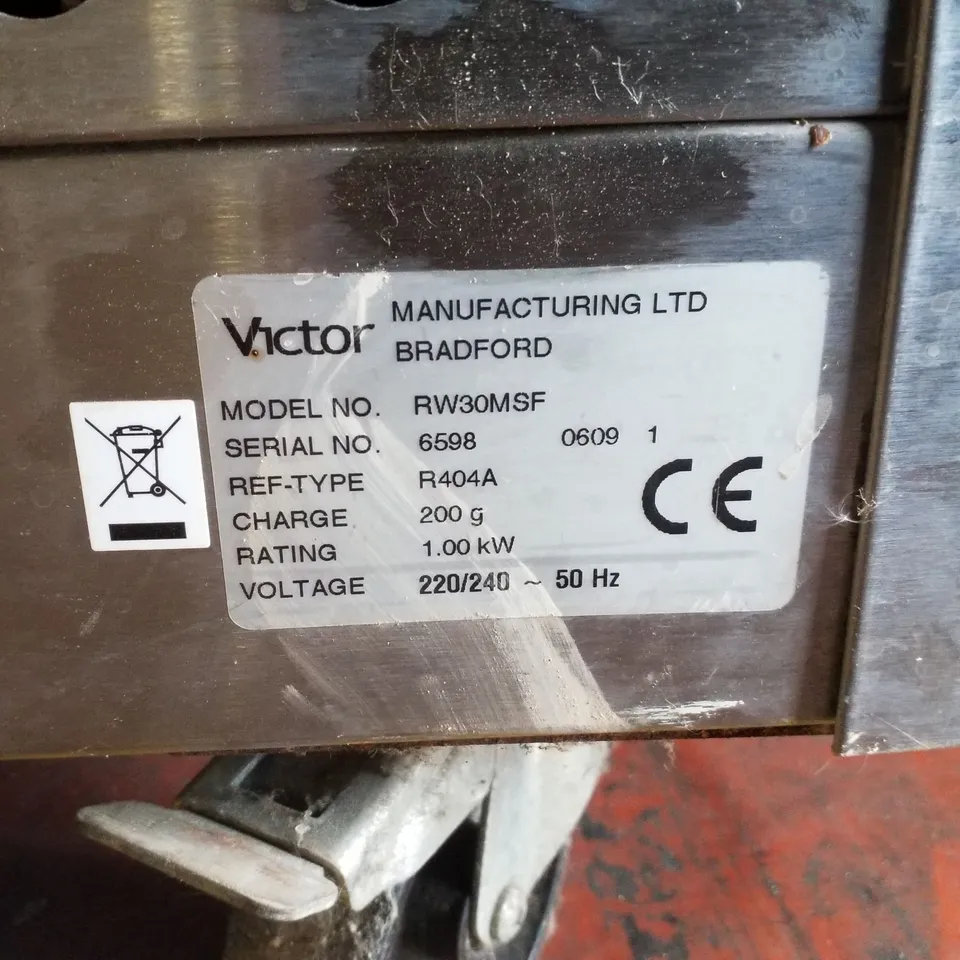 Victor MANUFACTURING LTD
BRADFORD
MODEL NO. RW30MSF
SERIAL NO. 6598 0609 1
REF-TYPE R404A
CHARGE 200 g
RATING 1.00 kW
VOLTAGE 220/240 ~ 50 Hz
CE